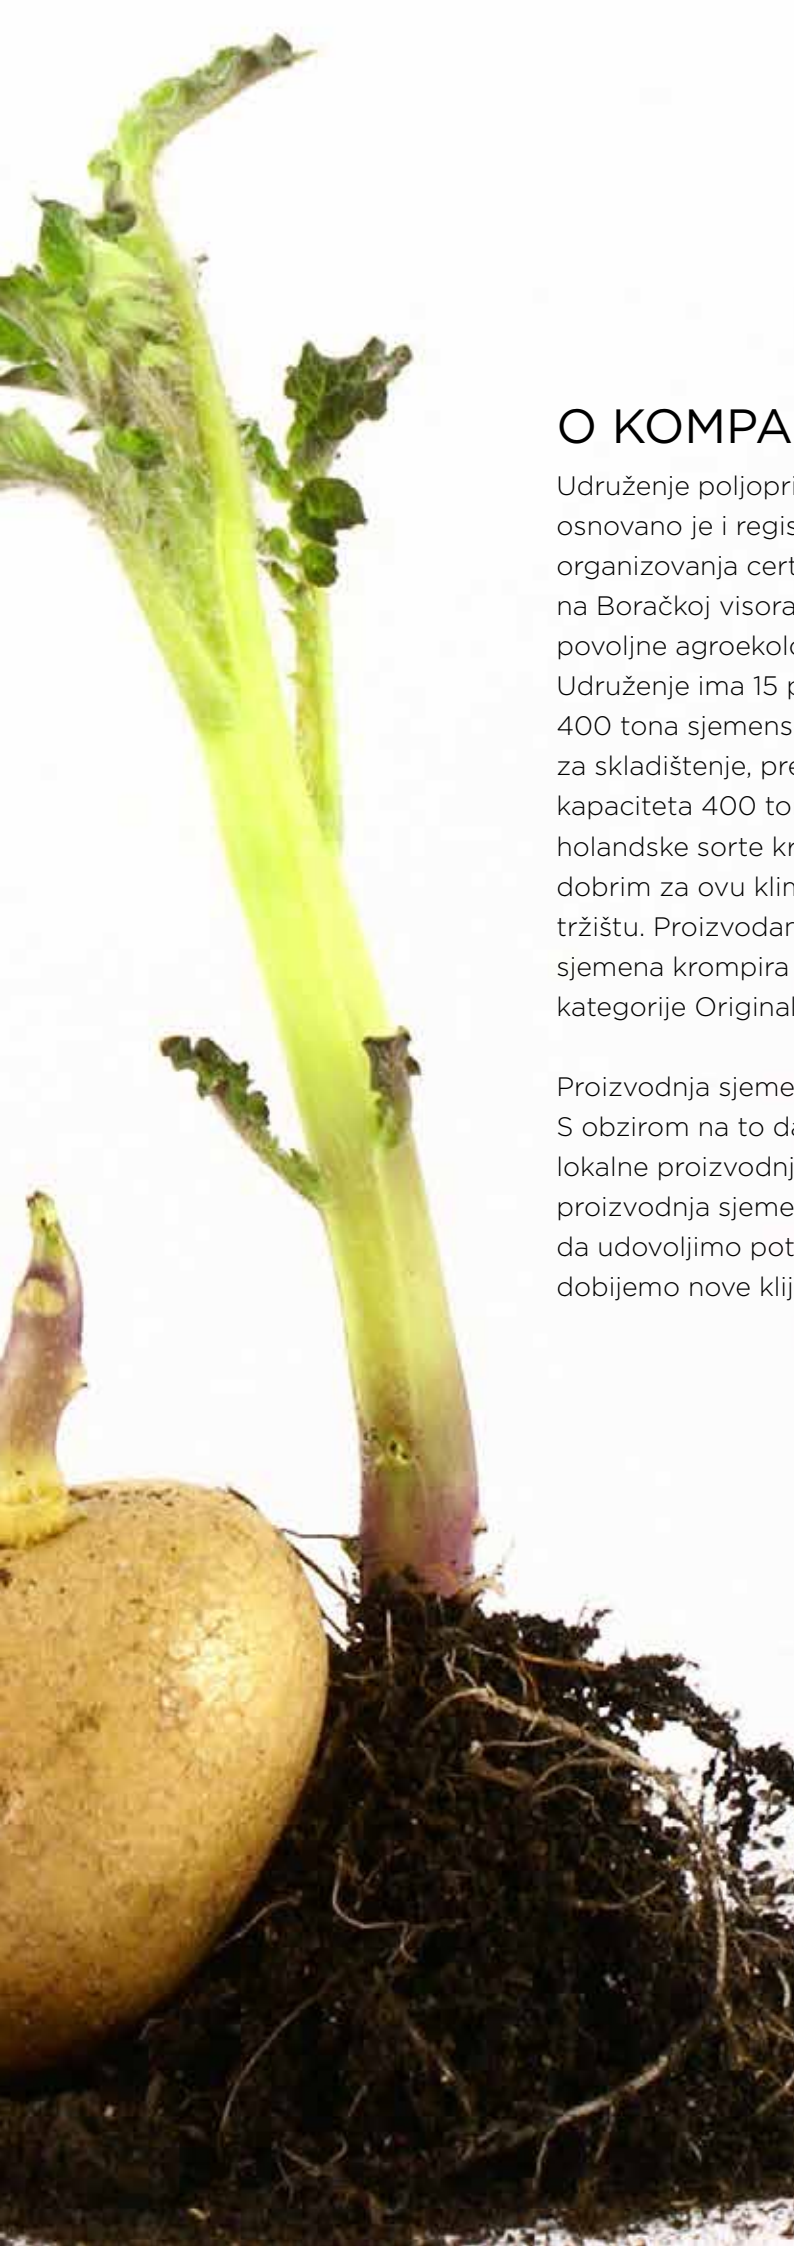 O KOMPA
Udruženje poljopri
osnovano je i regis
organizovanja cert
na Boračkoj visora
povoljne agroekolo
Udruženje ima 15 p
400 tona sjemens
za skladištenje, pre
kapaciteta 400 to
holandske sorte kr
dobrim za ovu klim
tržištu. Proizvodan
sjemena krompira
kategorije Original
Proizvodnja sjeme
S obzirom na to da
lokalne proizvodnj
proizvodnja sjeme
da udovoljimo pot
dobijemo nove klij